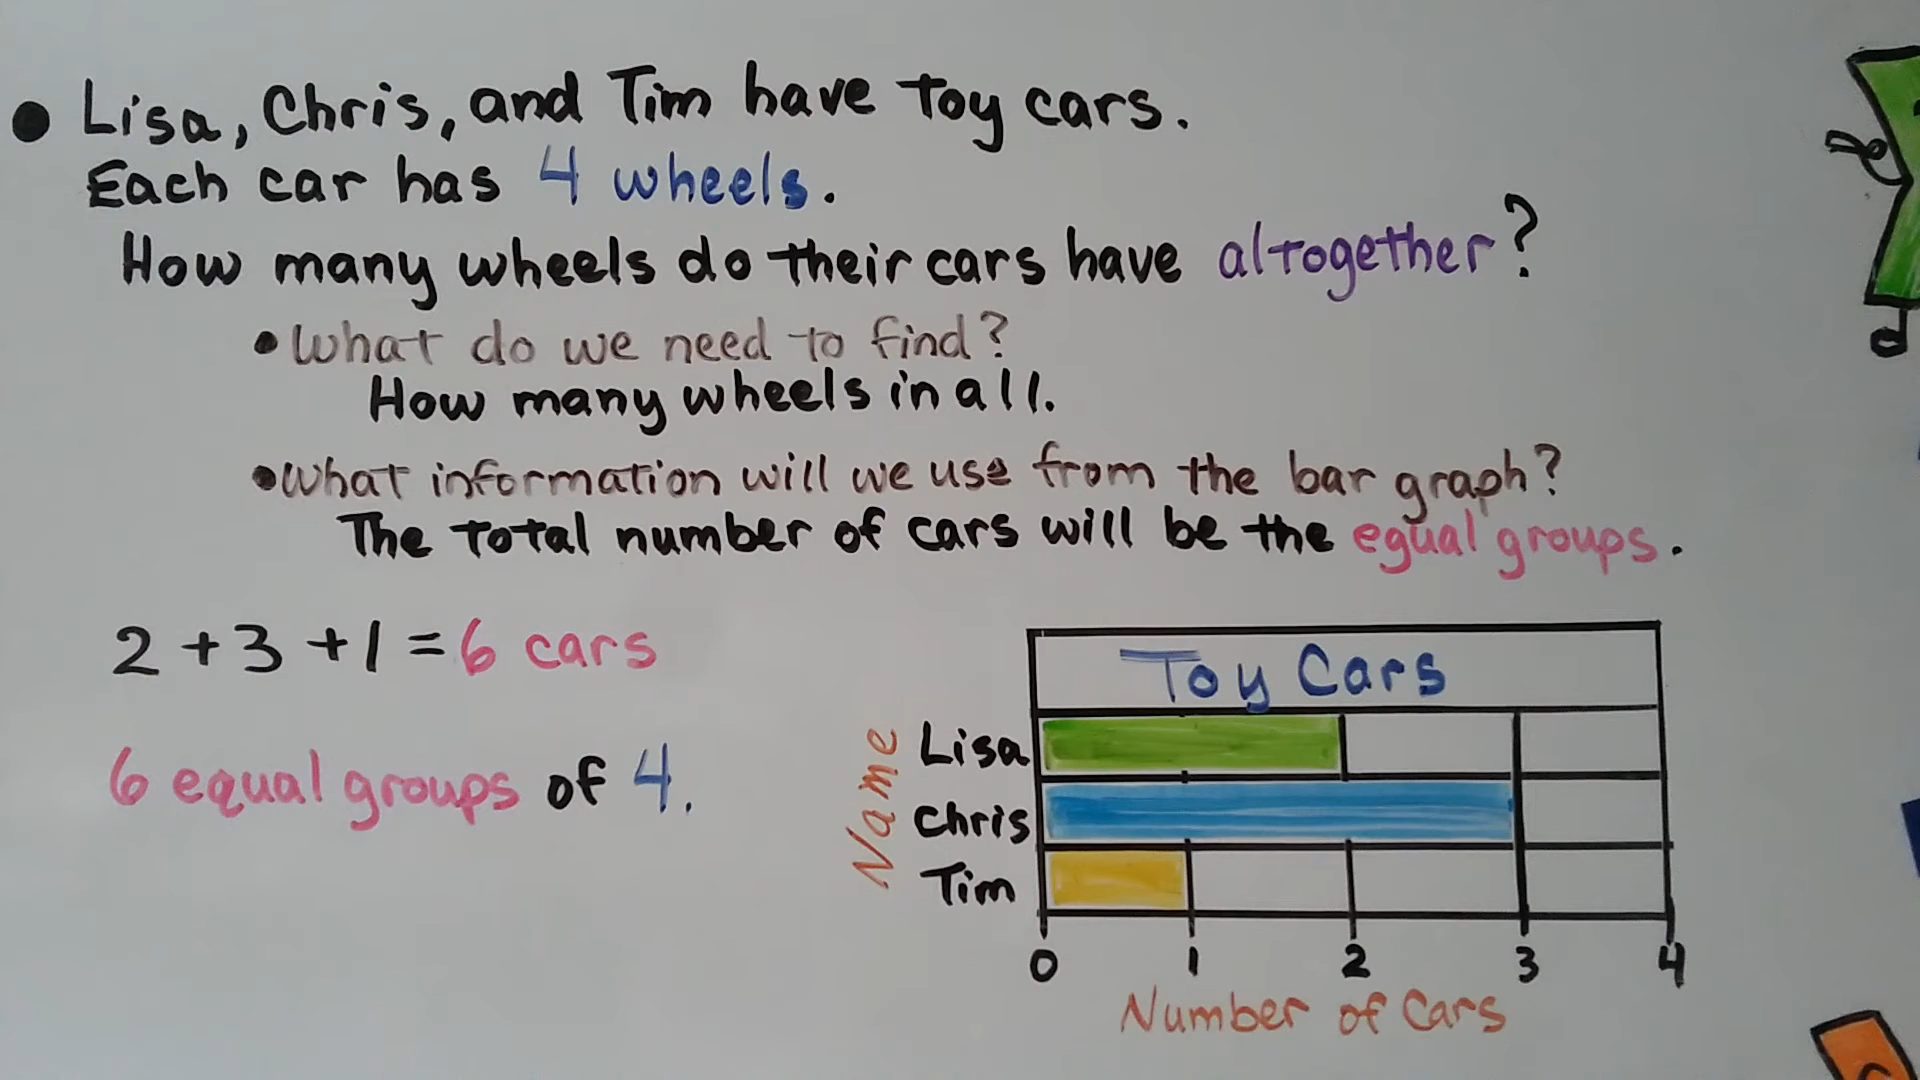 Lisa, Chris, and Tim have toy cars.
Each car has 4 wheels.
How many wheels do their cars have altogether?
• What do we need to find?
How many wheels in all.
• What information will we use from the bar graph?
The total number of cars will be the equal groups.
2 + 3 + 1 = 6 cars
6 equal groups of 4.
Toy Cars
Name
Lisa
Chris
Tim
0 1 2 3 4
Number of Cars